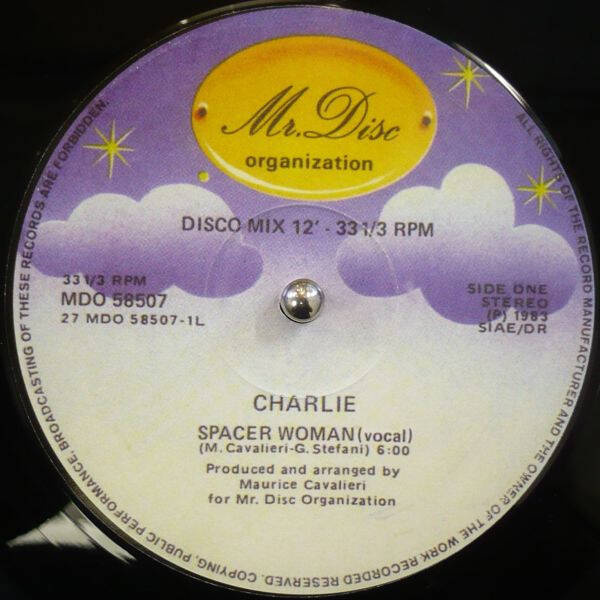 Mr. Disc
organization
DISCO MIX 12' - 33 1/3 RPM
33 1/3 RPM
MDO 58507
27 MDO 58507-1L
SIDE ONE
STEREO
(P) 1983
SIAE/DR
CHARLIE
SPACER WOMAN (vocal)
(M. Cavalieri-G. Stefani) 6:00
Produced and arranged by
Maurice Cavalieri
for Mr. Disc Organization
ALL RIGHTS OF THE RECORD MANUFACTURER AND THE OWNER OF THE WORK RECORDED RESERVED. COPYING, PUBLIC PERFORMANCE, BROADCASTING OF THESE RECORDS ARE FORBIDDEN.